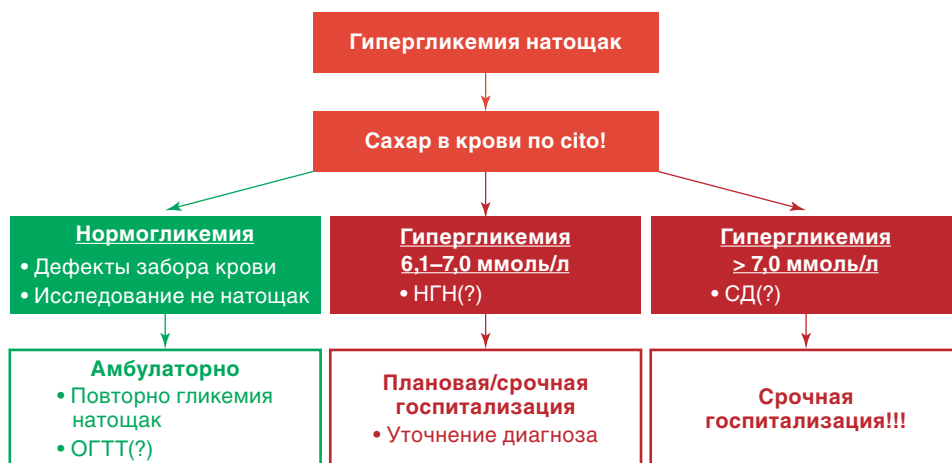 Гипергликемия натощак
Сахар в крови по cito!
Нормогликемия
• Дефекты забора крови
• Исследование не натощак
Гипергликемия
6,1–7,0 ммоль/л
• НГН(?)
Гипергликемия
> 7,0 ммоль/л
• СД(?)
Амбулаторно
• Повторно гликемия
натощак
• ОГТТ(?)
Плановая/срочная
госпитализация
• Уточнение диагноза
Срочная
госпитализация!!!